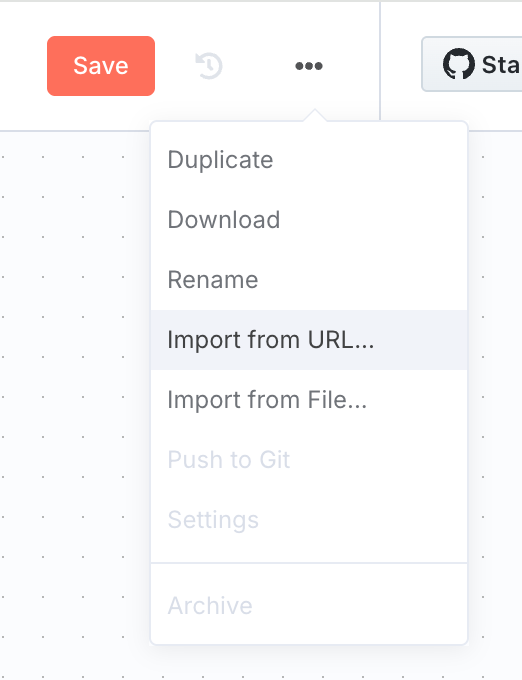 Save
Sta
Duplicate
Download
Rename
Import from URL...
Import from File...
Push to Git
Settings
Archive